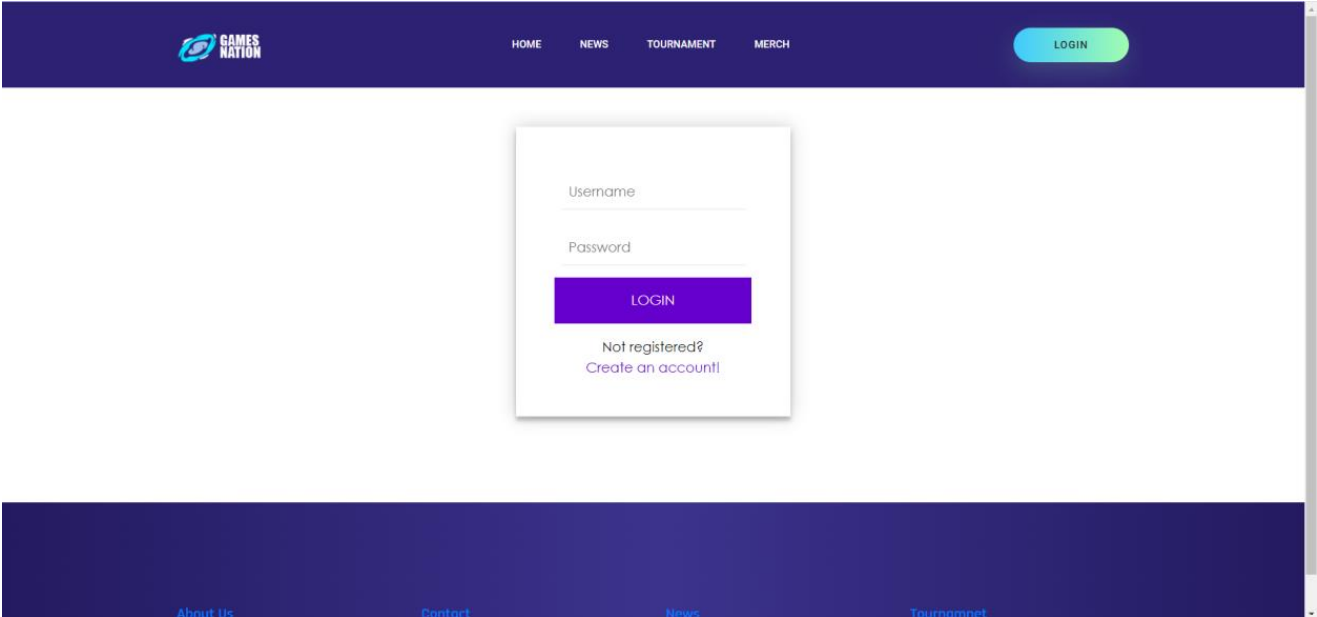 GAMES
NATION
HOME NEWS TOURNAMENT MERCH
LOGIN
Username
Password
LOGIN
Not registered?
Create an account!
About Us Contact News Tournamnet